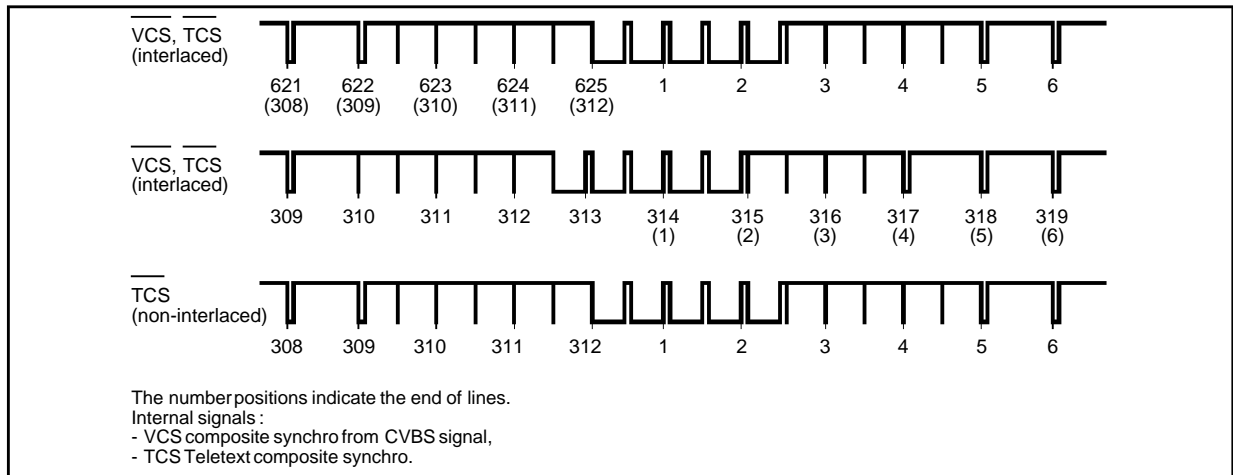 VCS, TCS
(interlaced)
621 622 623 624 625 1 2 3 4 5 6
(308) (309) (310) (311) (312)
VCS, TCS
(interlaced)
309 310 311 312 313 314 315 316 317 318 319
(1) (2) (3) (4) (5) (6)
TCS
(non-interlaced)
308 309 310 311 312 1 2 3 4 5 6
The number positions indicate the end of lines.
Internal signals :
- VCS composite synchro from CVBS signal,
- TCS Teletext composite synchro.